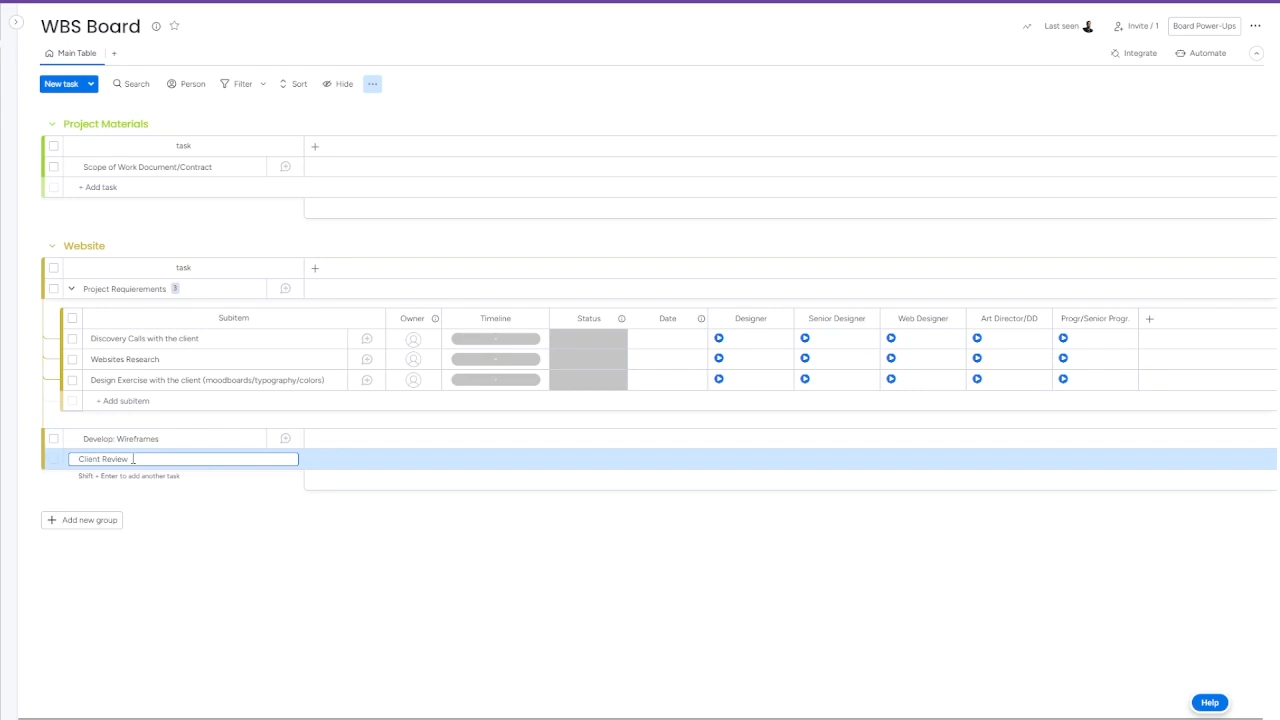 WBS Board
Last seen
Invite / 1
Board Power-Ups
Main Table
Integrate
Automate
New task
Search
Person
Filter
Sort
Hide
Project Materials
task
Scope of Work Document/Contract
+ Add task
Website
task
Project Requierements 3
Subitem Owner Timeline Status Date Designer Senior Designer Web Designer Art Director/DD Progr/Senior Progr.
Discovery Calls with the client -
Websites Research -
Design Exercise with the client (moodboards/typography/colors) -
+ Add subitem
Develop: Wireframes
Client Review
Shift + Enter to add another task
Add new group
Help